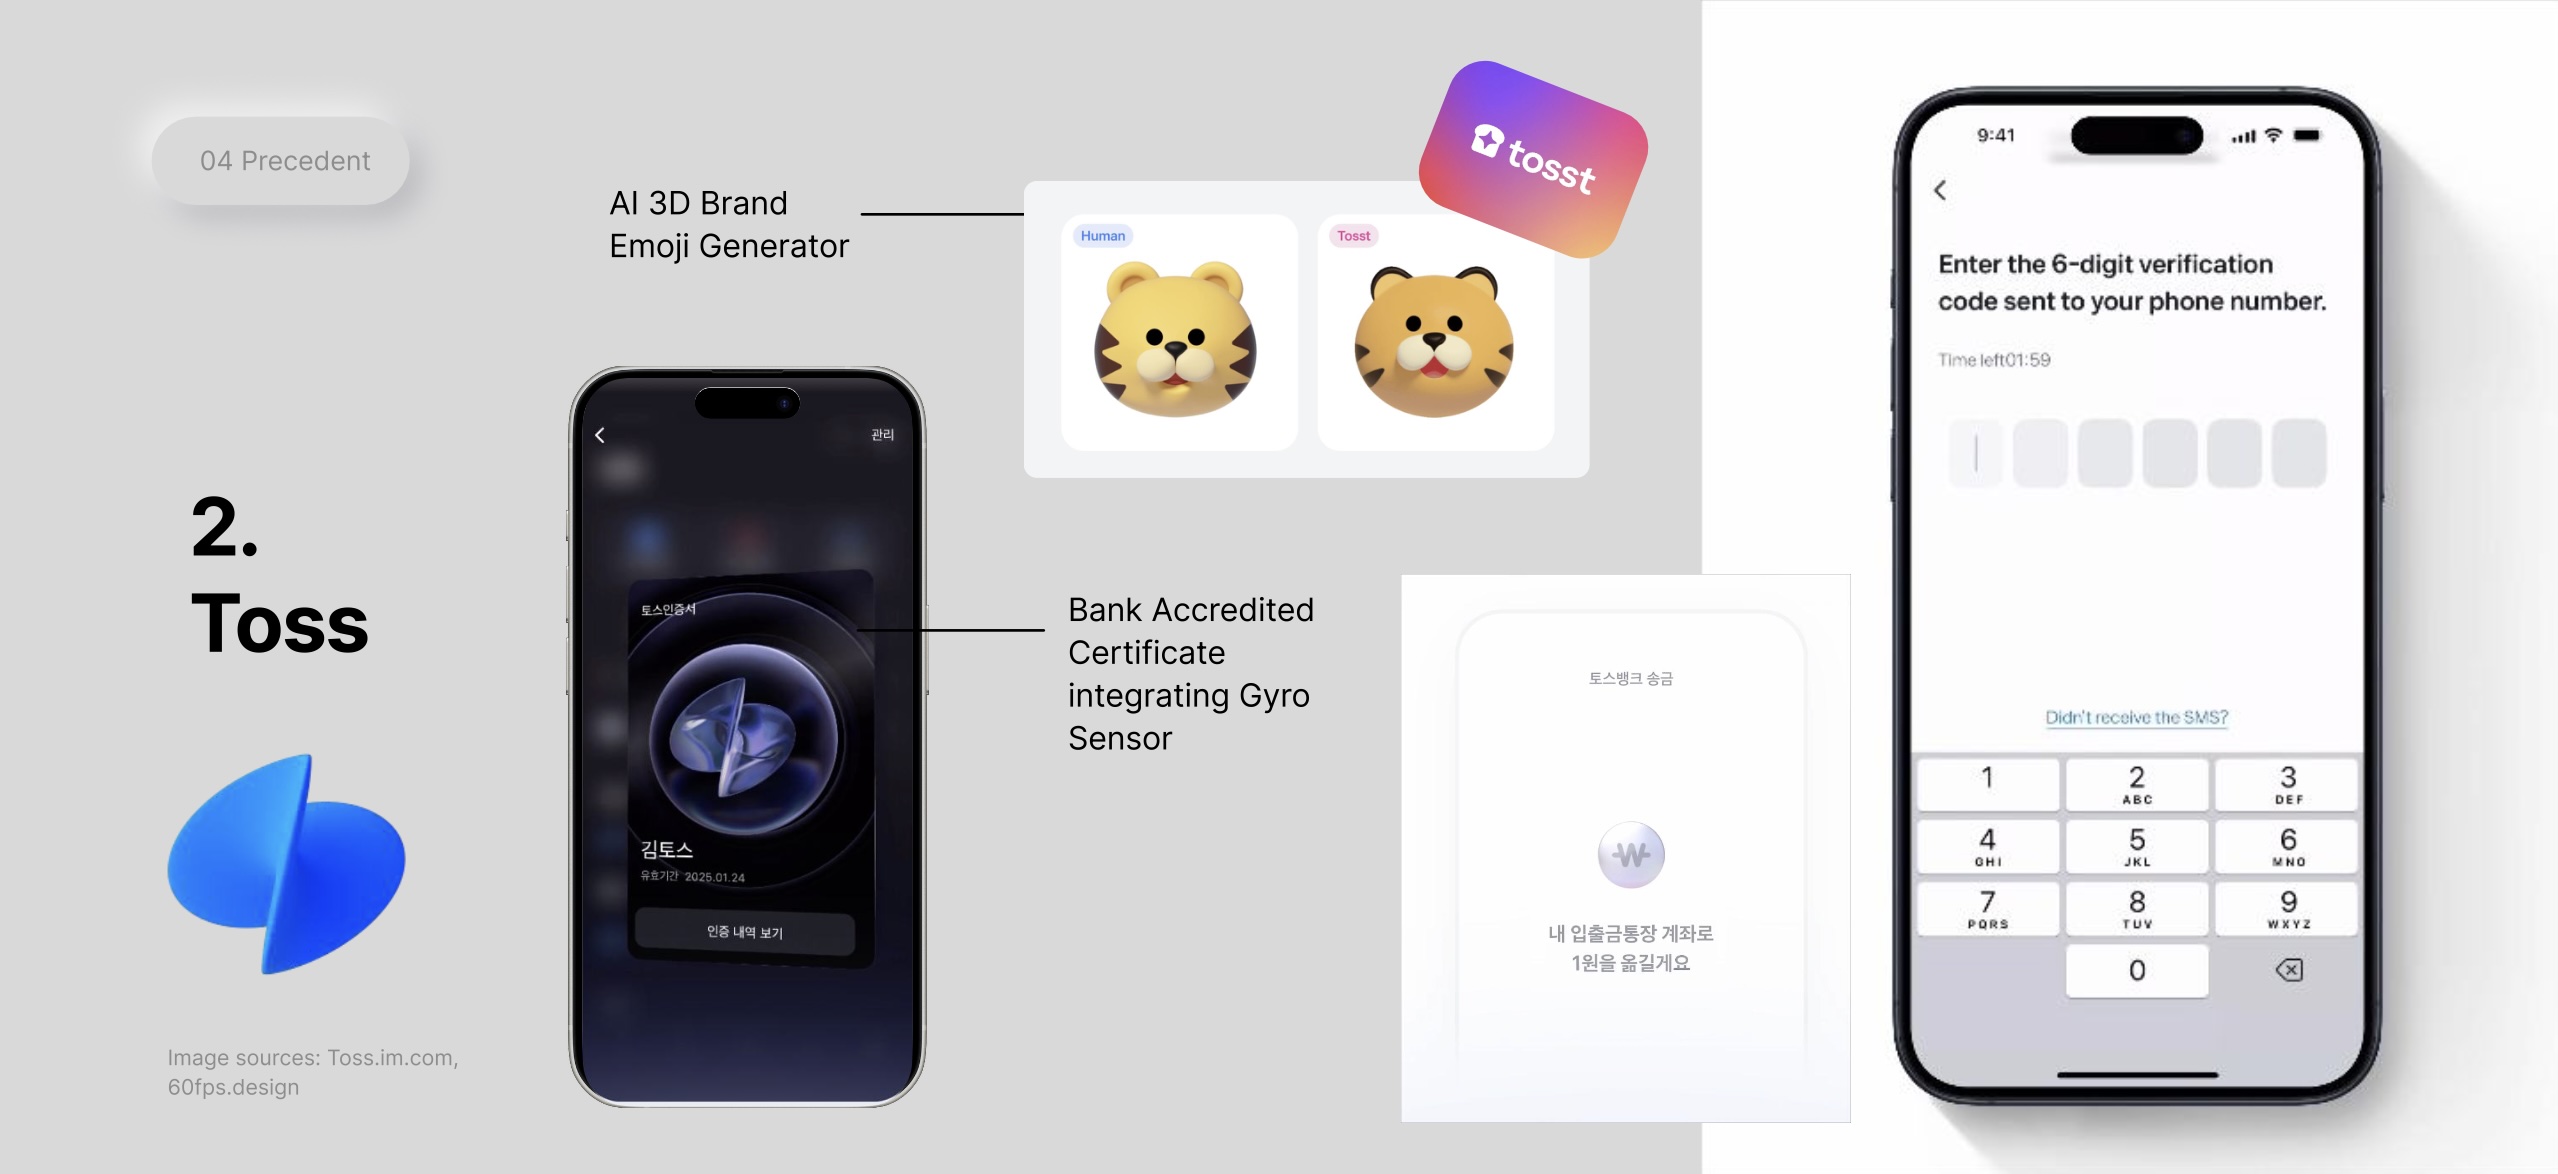 04 Precedent
2.
Toss
Image sources: Toss.im.com,
60fps.design
AI 3D Brand
Emoji Generator
Human
Tosst
tosst
관리
토스인증서
김토스
유효기간 2025.01.24
인증 내역 보기
Bank Accredited
Certificate
integrating Gyro
Sensor
토스뱅크 송금
W
내 입출금통장 계좌로
1원을 옮길게요
9:41
Enter the 6-digit verification
code sent to your phone number.
Time left01:59
Didn't receive the SMS?
1 2 3
ABC DEF
4 5 6
GHI JKL MNO
7 8 9
PQRS TUV WXYZ
0